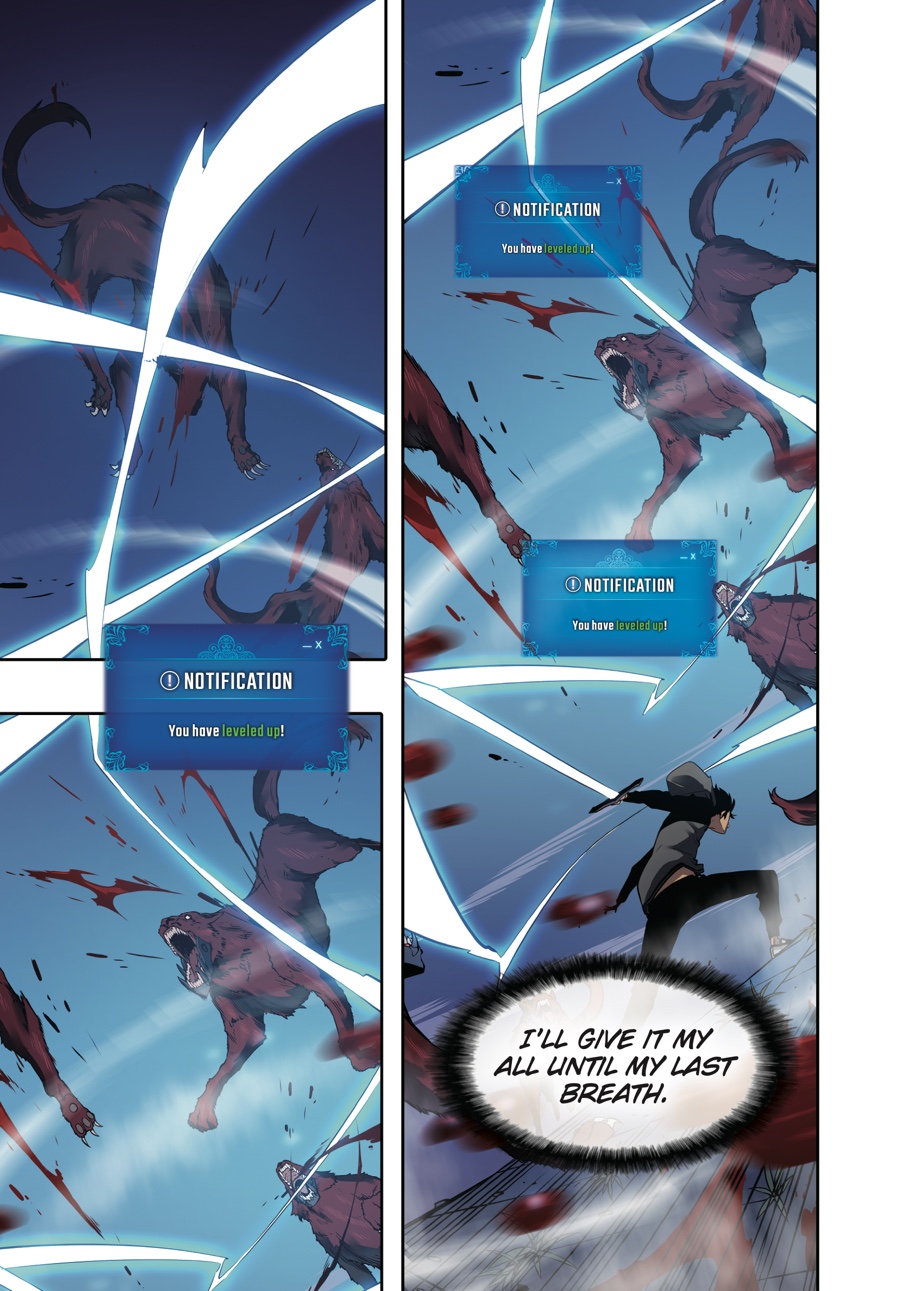 ! NOTIFICATION
You have leveled up!
! NOTIFICATION
You have leveled up!
! NOTIFICATION
You have leveled up!
I'LL GIVE IT MY
ALL UNTIL MY LAST
BREATH.